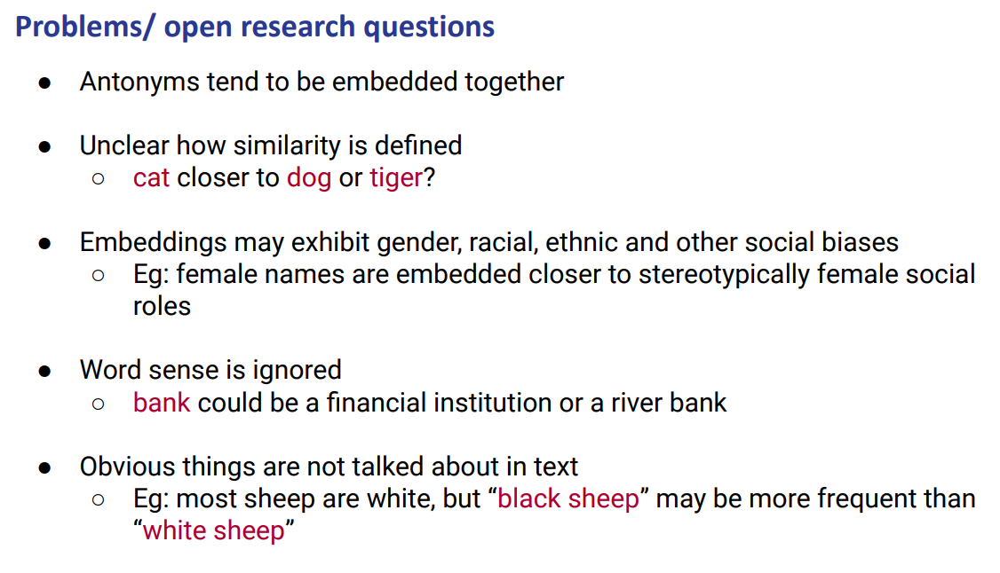 Problems/ open research questions
● Antonyms tend to be embedded together
● Unclear how similarity is defined
○ cat closer to dog or tiger?
● Embeddings may exhibit gender, racial, ethnic and other social biases
○ Eg: female names are embedded closer to stereotypically female social
roles
● Word sense is ignored
○ bank could be a financial institution or a river bank
● Obvious things are not talked about in text
○ Eg: most sheep are white, but “black sheep” may be more frequent than
“white sheep”